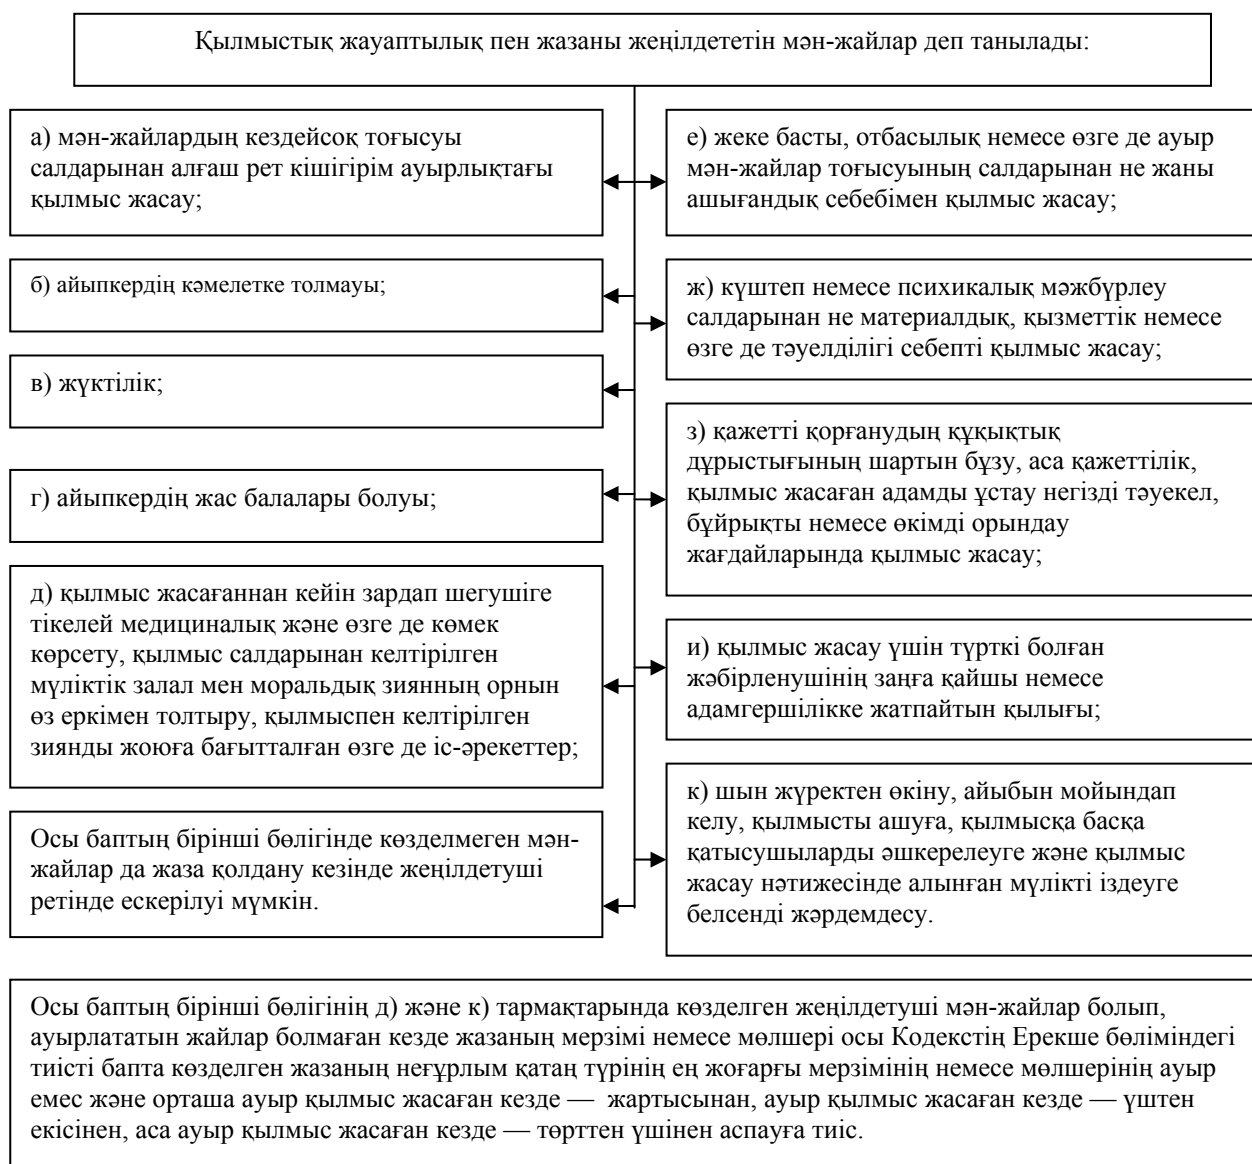 Қылмыстық жауаптылық пен жазаны жеңілдететін мән-жайлар деп танылады:
а) мән-жайлардың кездейсоқ тоғысуы
салдарынан алғаш рет кішігірім ауырлықтағы
қылмыс жасау;
б) айыпкердің кәмелетке толмауы;
в) жүктілік;
г) айыпкердің жас балалары болуы;
д) қылмыс жасағаннан кейін зардап шегушіге
тікелей медициналық және өзге де көмек
көрсету, қылмыс салдарынан келтірілген
мүліктік залал мен моральдық зиянның орнын
өз еркімен толтыру, қылмыспен келтірілген
зиянды жоюға бағытталған өзге де іс-әрекеттер;
Осы баптың бірінші бөлігінде көзделмеген мән-
жайлар да жаза қолдану кезінде жеңілдетуші
ретінде ескерілуі мүмкін.
е) жеке басты, отбасылық немесе өзге де ауыр
мән-жайлар тоғысуының салдарынан не жаны
ашығандық себебімен қылмыс жасау;
ж) күштеп немесе психикалық мәжбүрлеу
салдарынан не материалдық, қызметтік немесе
өзге де тәуелділігі себепті қылмыс жасау;
з) қажетті қорғанудың құқықтық
дұрыстығының шартын бұзу, аса қажеттілік,
қылмыс жасаған адамды ұстау негізді тәуекел,
бұйрықты немесе өкімді орындау
жағдайларында қылмыс жасау;
и) қылмыс жасау үшін түрткі болған
жәбірленушінің заңға қайшы немесе
адамгершілікке жатпайтын қылығы;
к) шын жүректен өкіну, айыбын мойындап
келу, қылмысты ашуға, қылмысқа басқа
қатысушыларды әшкерелеуге және қылмыс
жасау нәтижесінде алынған мүлікті іздеуге
белсенді жәрдемдесу.
Осы баптың бірінші бөлігінің д) және к) тармақтарында көзделген жеңілдетуші мән-жайлар болып,
ауырлататын жайлар болмаған кезде жазаның мерзімі немесе мөлшері осы Кодекстің Ерекше бөліміндегі
тиісті бапта көзделген жазаның неғұрлым қатаң түрінің ең жоғарғы мерзімінің немесе мөлшерінің ауыр
емес және орташа ауыр қылмыс жасаған кезде — жартысынан, ауыр қылмыс жасаған кезде — үштен
екісінен, аса ауыр қылмыс жасаған кезде — төрттен үшінен аспауға тиіс.